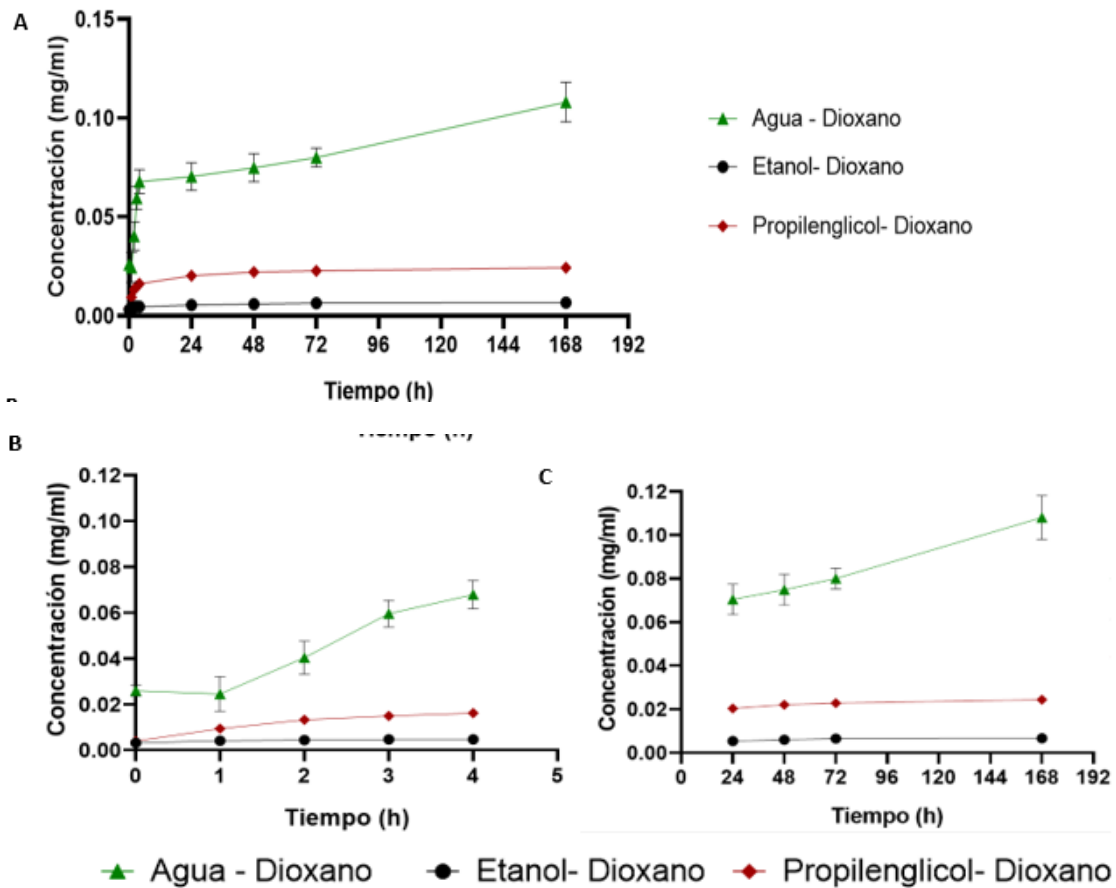 A
Concentración (mg/ml)
0.15
0.10
0.05
0.00
0 24 48 72 96 120 144 168 192
Tiempo (h)
Agua - Dioxano
Etanol- Dioxano
Propilenglicol- Dioxano
B
Concentración (mg/ml)
0.12
0.10
0.08
0.06
0.04
0.02
0.00
0 1 2 3 4 5
Tiempo (h)
C
Concentración (mg/ml)
0.12
0.10
0.08
0.06
0.04
0.02
0.00
0 24 48 72 96 120 144 168 192
Tiempo (h)
Agua - Dioxano Etanol- Dioxano Propilenglicol- Dioxano